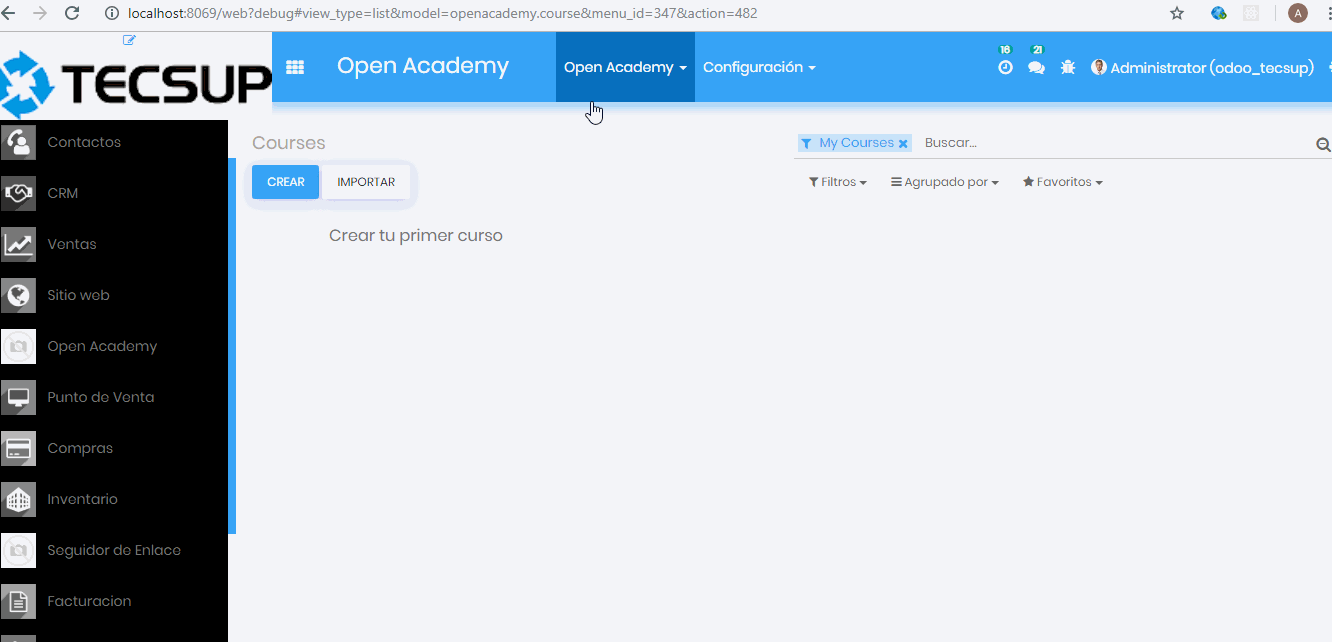 localhost:8069/web?debug#view_type=list&model=openacademy.course&menu_id=347&action=482
A
TECSUP
Open Academy
Open Academy
Configuración
16
21
Administrator (odoo_tecsup)
Contactos
CRM
Ventas
Sitio web
Open Academy
Punto de Venta
Compras
Inventario
Seguidor de Enlace
Facturacion
Courses
My Courses
Buscar...
CREAR
IMPORTAR
Filtros
Agrupado por
Favoritos
Crear tu primer curso